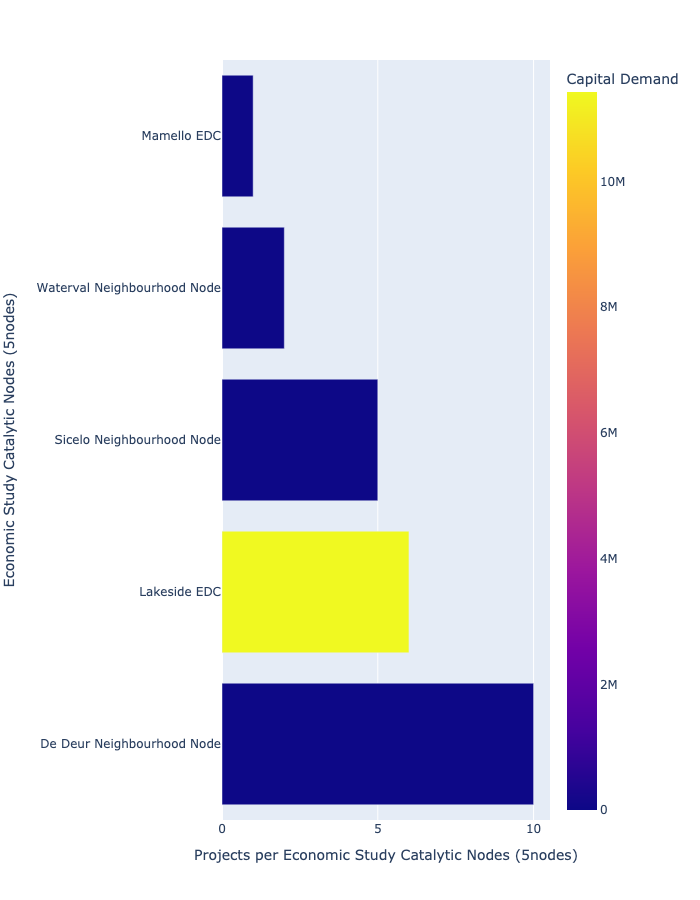 Capital Demand
Mamello EDC
Waterval Neighbourhood Node
Sicelo Neighbourhood Node
Lakeside EDC
De Deur Neighbourhood Node
Economic Study Catalytic Nodes (5nodes)
10M
8M
6M
4M
2M
0
0 5 10
Projects per Economic Study Catalytic Nodes (5nodes)